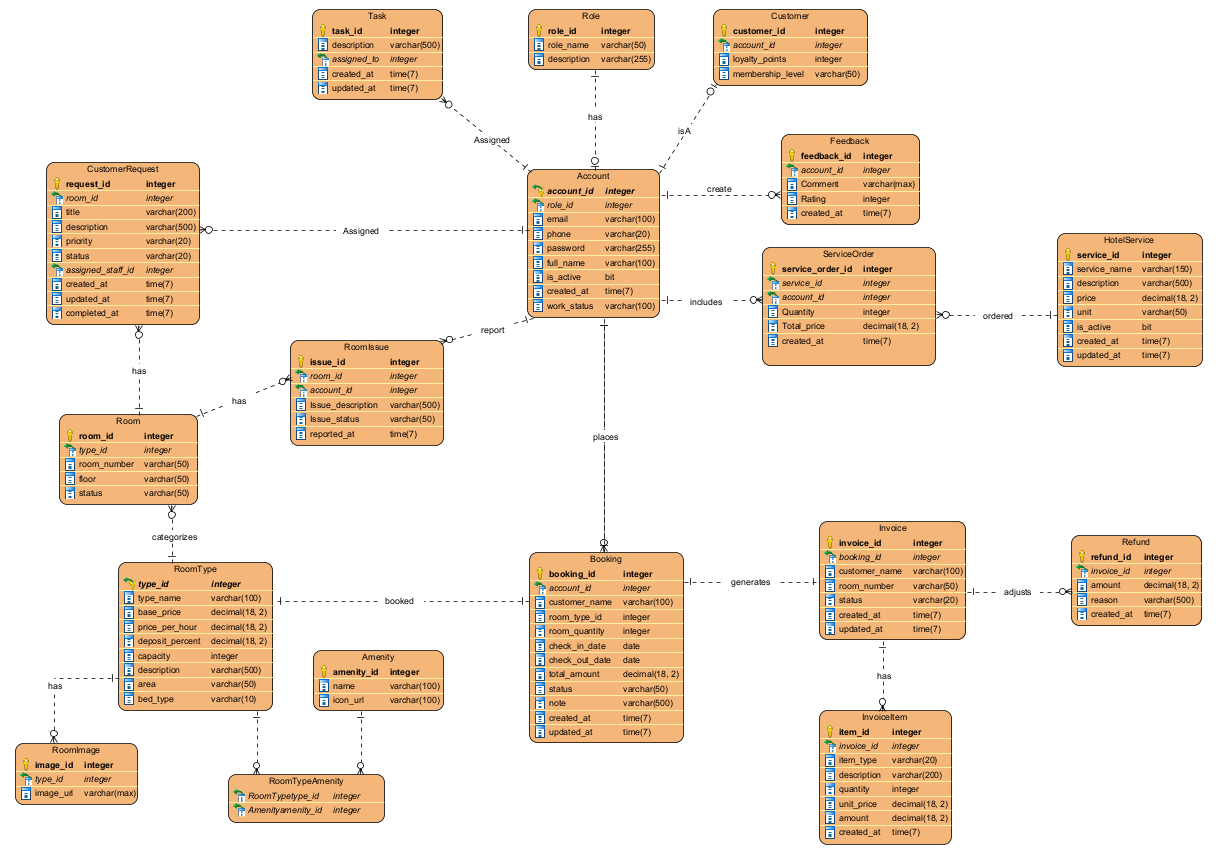 Task
task_id integer
description varchar(500)
assigned_to integer
created_at time(7)
updated_at time(7)
Role
role_id integer
role_name varchar(50)
description varchar(255)
Customer
customer_id integer
account_id integer
loyalty_points integer
membership_level varchar(50)
Assigned
has
isA
Feedback
feedback_id integer
account_id integer
Comment varchar(max)
Rating integer
created_at time(7)
CustomerRequest
request_id integer
room_id integer
title varchar(200)
description varchar(500)
priority varchar(20)
status varchar(20)
assigned_staff_id integer
created_at time(7)
updated_at time(7)
completed_at time(7)
Assigned
Account
account_id integer
role_id integer
email varchar(100)
phone varchar(20)
password varchar(255)
full_name varchar(100)
is_active bit
created_at time(7)
work_status varchar(100)
create
includes
ServiceOrder
service_order_id integer
service_id integer
account_id integer
Quantity integer
Total_price decimal(18, 2)
created_at time(7)
ordered
HotelService
service_id integer
service_name varchar(150)
description varchar(500)
price decimal(18, 2)
unit varchar(50)
is_active bit
created_at time(7)
updated_at time(7)
report
RoomIssue
issue_id integer
room_id integer
account_id integer
Issue_description varchar(500)
Issue_status varchar(50)
reported_at time(7)
has
has
Room
room_id integer
type_id integer
room_number varchar(50)
floor varchar(50)
status varchar(50)
places
categorizes
RoomType
type_id integer
type_name varchar(100)
base_price decimal(18, 2)
price_per_hour decimal(18, 2)
deposit_percent decimal(18, 2)
capacity integer
description varchar(500)
area varchar(50)
bed_type varchar(10)
booked
Booking
booking_id integer
account_id integer
customer_name varchar(100)
room_type_id integer
room_quantity integer
check_in_date date
check_out_date date
total_amount decimal(18, 2)
status varchar(50)
note varchar(500)
created_at time(7)
updated_at time(7)
generates
Invoice
invoice_id integer
booking_id integer
customer_name varchar(100)
room_number varchar(50)
status varchar(20)
created_at time(7)
updated_at time(7)
adjusts
Refund
refund_id integer
invoice_id integer
amount decimal(18, 2)
reason varchar(500)
created_at time(7)
has
Amenity
amenity_id integer
name varchar(100)
icon_url varchar(100)
has
RoomImage
image_id integer
type_id integer
image_url varchar(max)
RoomTypeAmenity
RoomTypetype_id integer
Amenityamenity_id integer
InvoiceItem
item_id integer
invoice_id integer
item_type varchar(20)
description varchar(200)
quantity integer
unit_price decimal(18, 2)
amount decimal(18, 2)
created_at time(7)